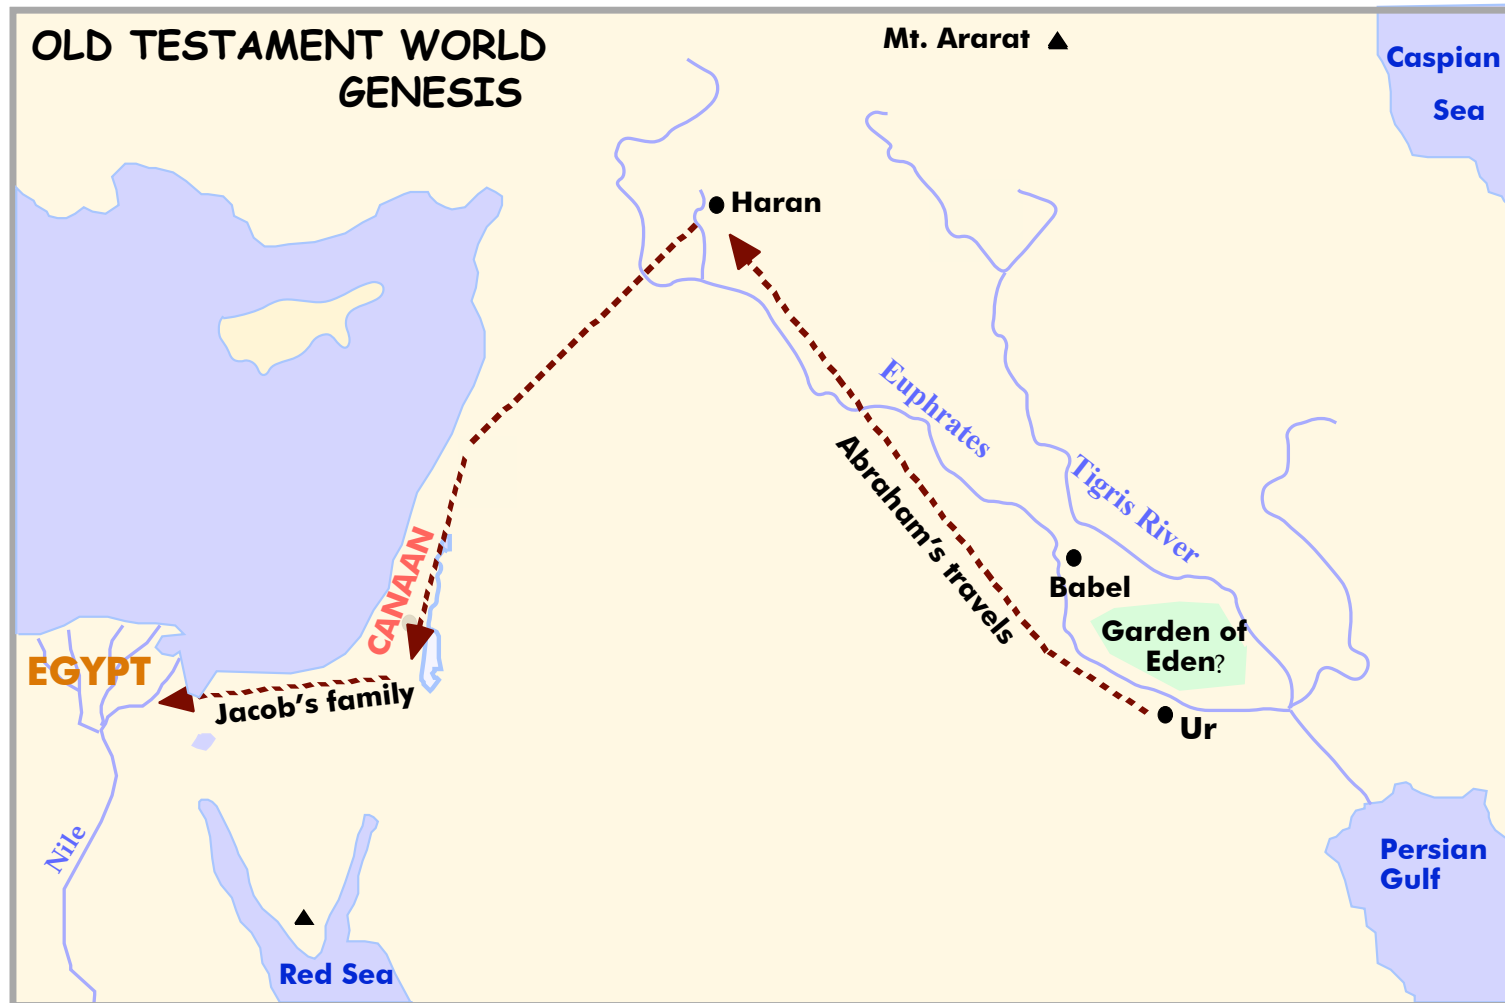 OLD TESTAMENT WORLD
GENESIS
Mt. Ararat
Caspian
Sea
Haran
Euphrates
Tigris River
Abraham's travels
CANAAN
Babel
Garden of
Eden?
EGYPT
Jacob's family
Ur
Nile
Persian
Gulf
Red Sea